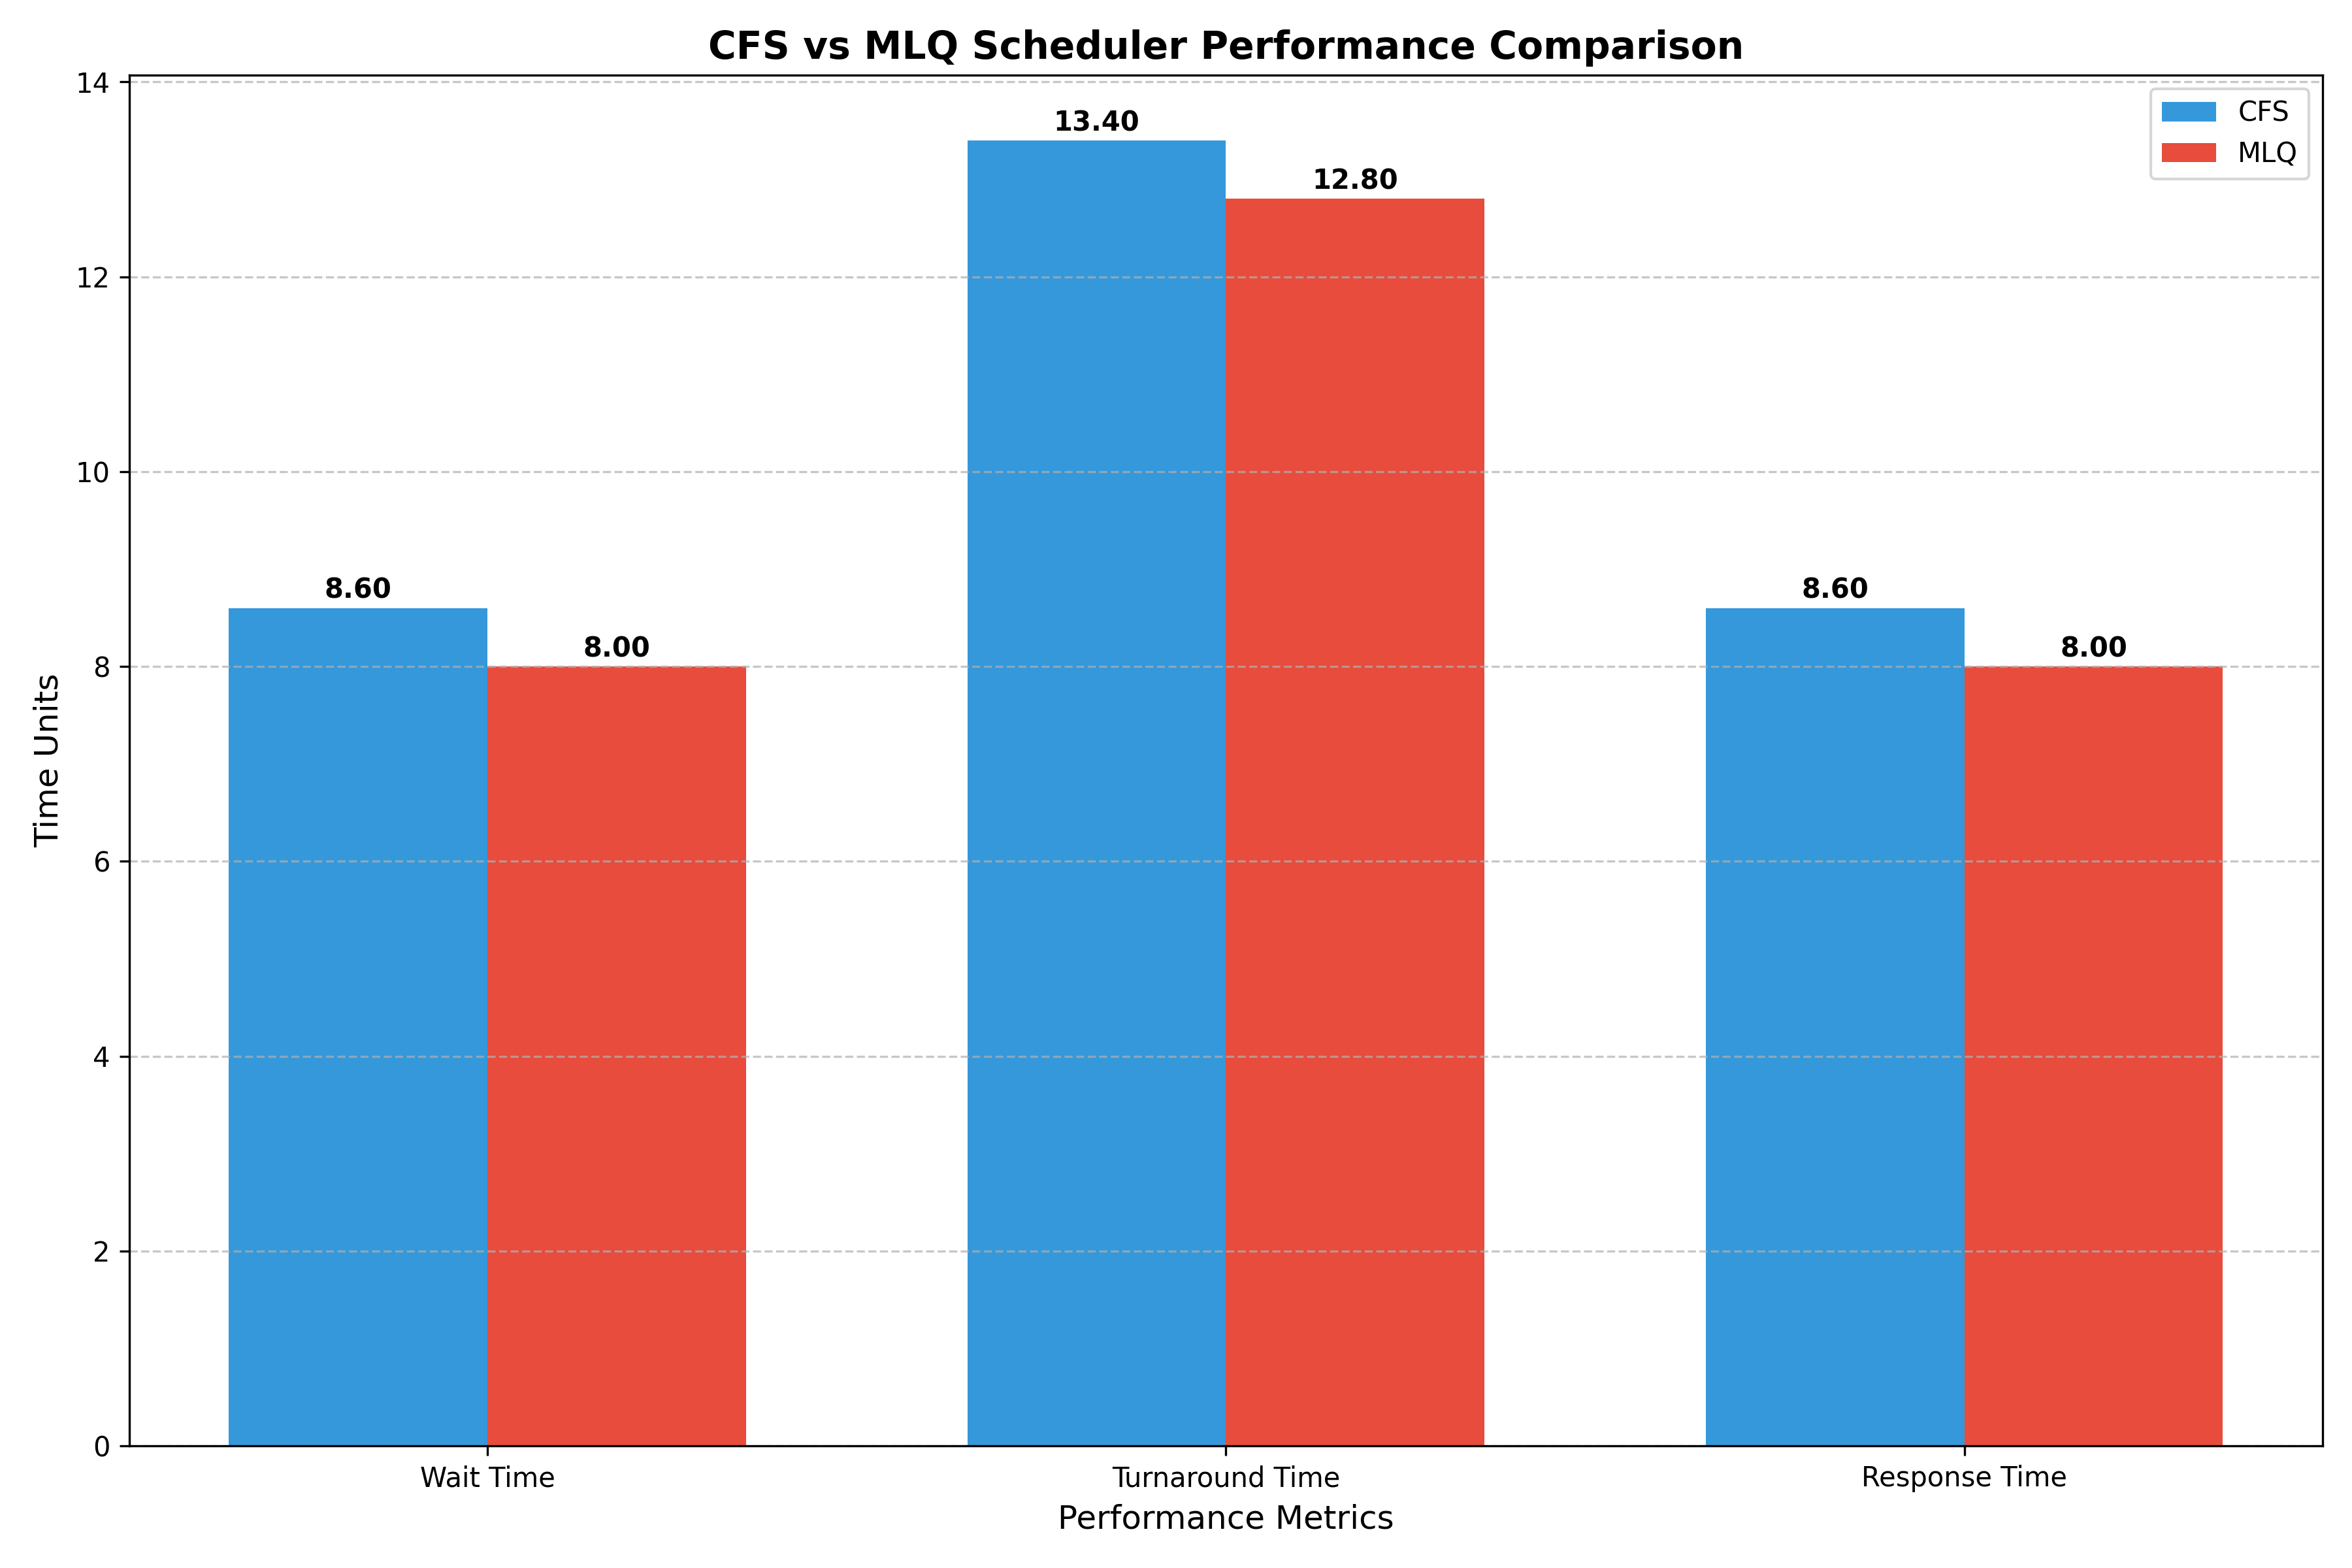 CFS vs MLQ Scheduler Performance Comparison
CFS
MLQ
14
12
10
8
6
4
2
0
Time Units
8.60
8.00
13.40
12.80
8.60
8.00
Wait Time
Turnaround Time
Response Time
Performance Metrics